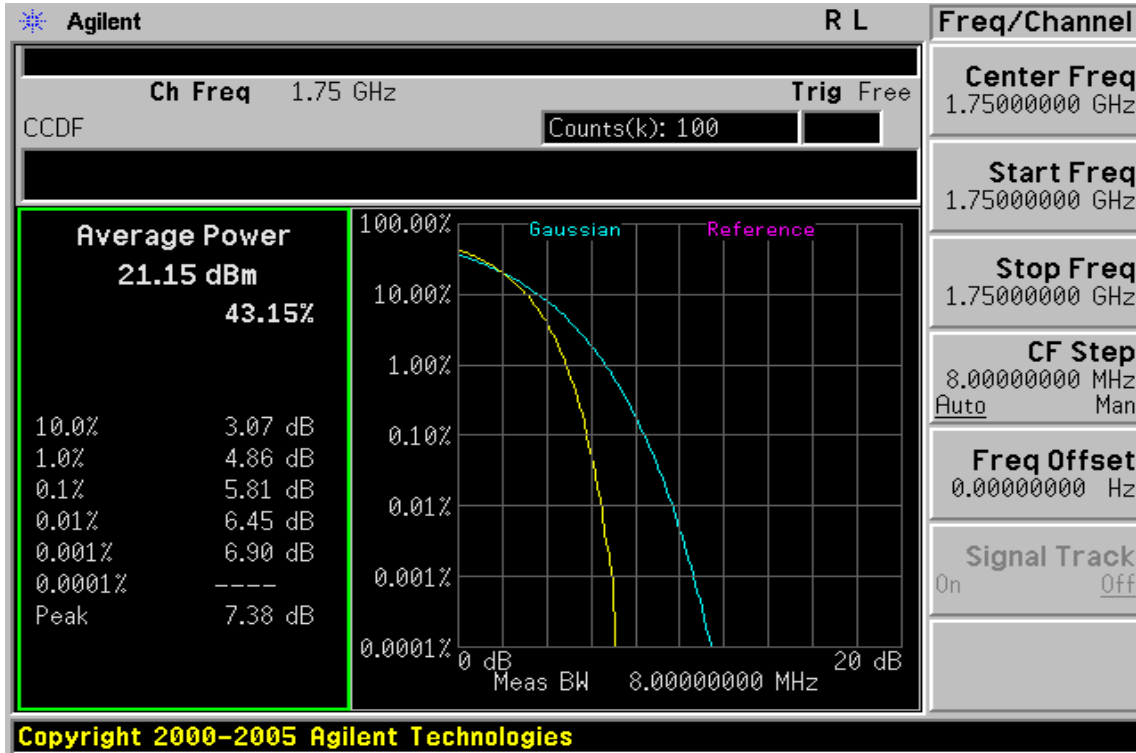 Agilent R L Freq/Channel
Ch Freq 1.75 GHz Trig Free
CCDF Counts(k): 100
Average Power
21.15 dBm
43.15%
10.0% 3.07 dB
1.0% 4.86 dB
0.1% 5.81 dB
0.01% 6.45 dB
0.001% 6.90 dB
0.0001% ----
Peak 7.38 dB
Gaussian Reference
100.00%
10.00%
1.00%
0.10%
0.01%
0.001%
0.0001%
0 dB 20 dB
Meas BW 8.00000000 MHz
Center Freq
1.75000000 GHz
Start Freq
1.75000000 GHz
Stop Freq
1.75000000 GHz
CF Step
8.00000000 MHz
Auto Man
Freq Offset
0.00000000 Hz
Signal Track
On Off
Copyright 2000-2005 Agilent Technologies